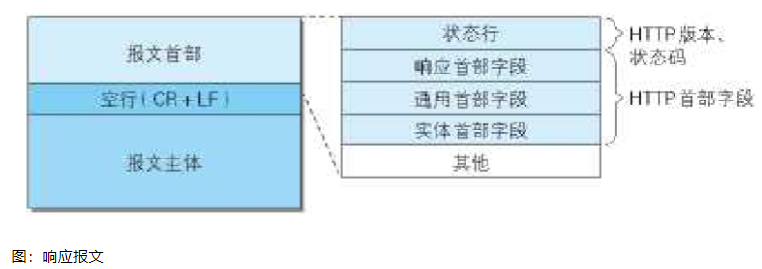 报文首部
空行(CR+LF)
报文主体
状态行
响应首部字段
通用首部字段
实体首部字段
其他
HTTP版本、
状态码
HTTP首部字段
图：响应报文